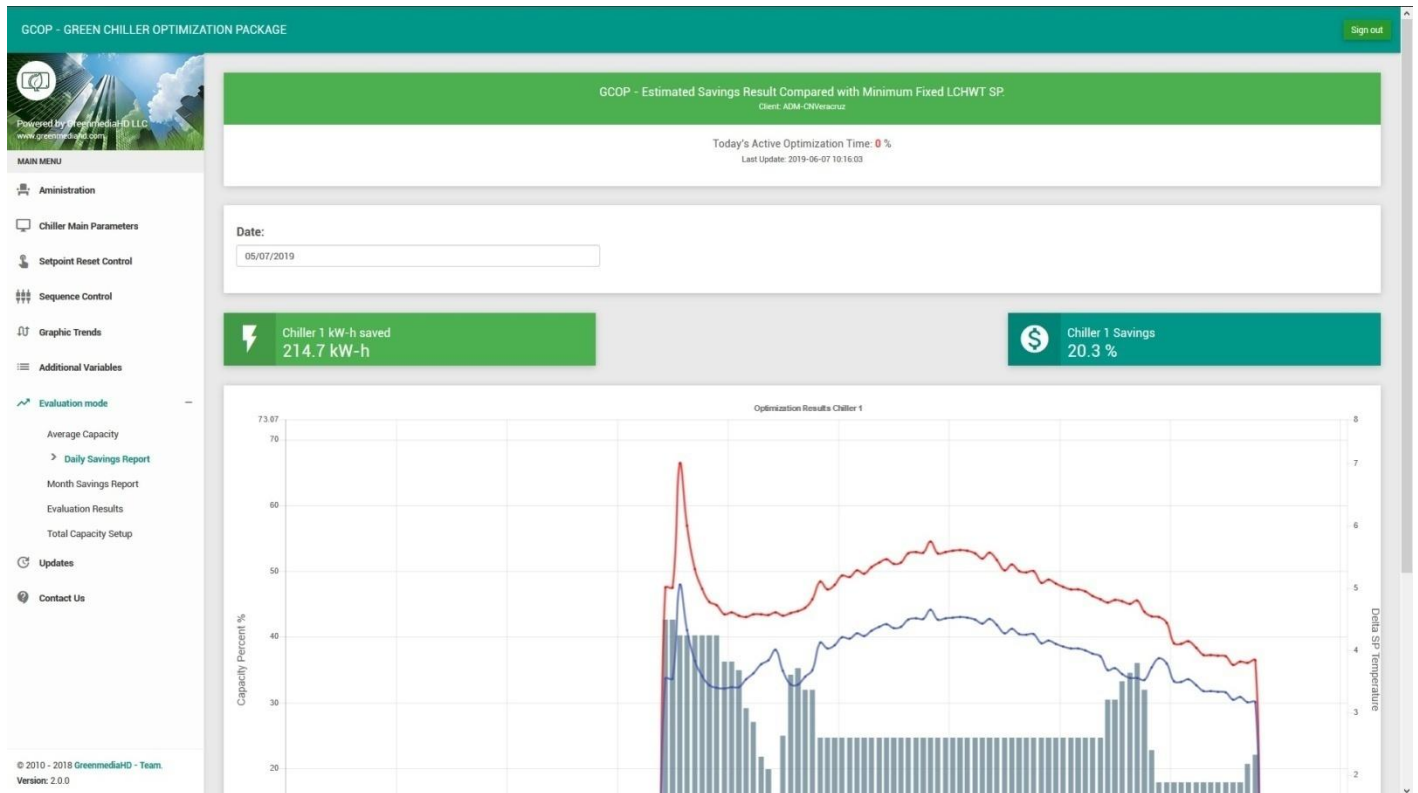 GCOP - GREEN CHILLER OPTIMIZATION PACKAGE
Sign out
Powered by GreenmediaHD LLC
www.greenmediahd.com
MAIN MENU
Aministration
Chiller Main Parameters
Setpoint Reset Control
Sequence Control
Graphic Trends
Additional Variables
Evaluation mode
Average Capacity
Daily Savings Report
Month Savings Report
Evaluation Results
Total Capacity Setup
Updates
Contact Us
© 2010 - 2018 GreenmediaHD - Team.
Version: 2.0.0
GCOP - Estimated Savings Result Compared with Minimum Fixed LCHWT SP.
Client: ADM-CNVeracruz
Today's Active Optimization Time: 0 %
Last Update: 2019-06-07 10:16:03
Date:
05/07/2019
Chiller 1 kW-h saved
214.7 kW-h
Chiller 1 Savings
20.3 %
Optimization Results Chiller 1
73.07
70
60
50
40
30
20
Capacity Percent %
8
7
6
5
4
3
2
Delta SP Temperature